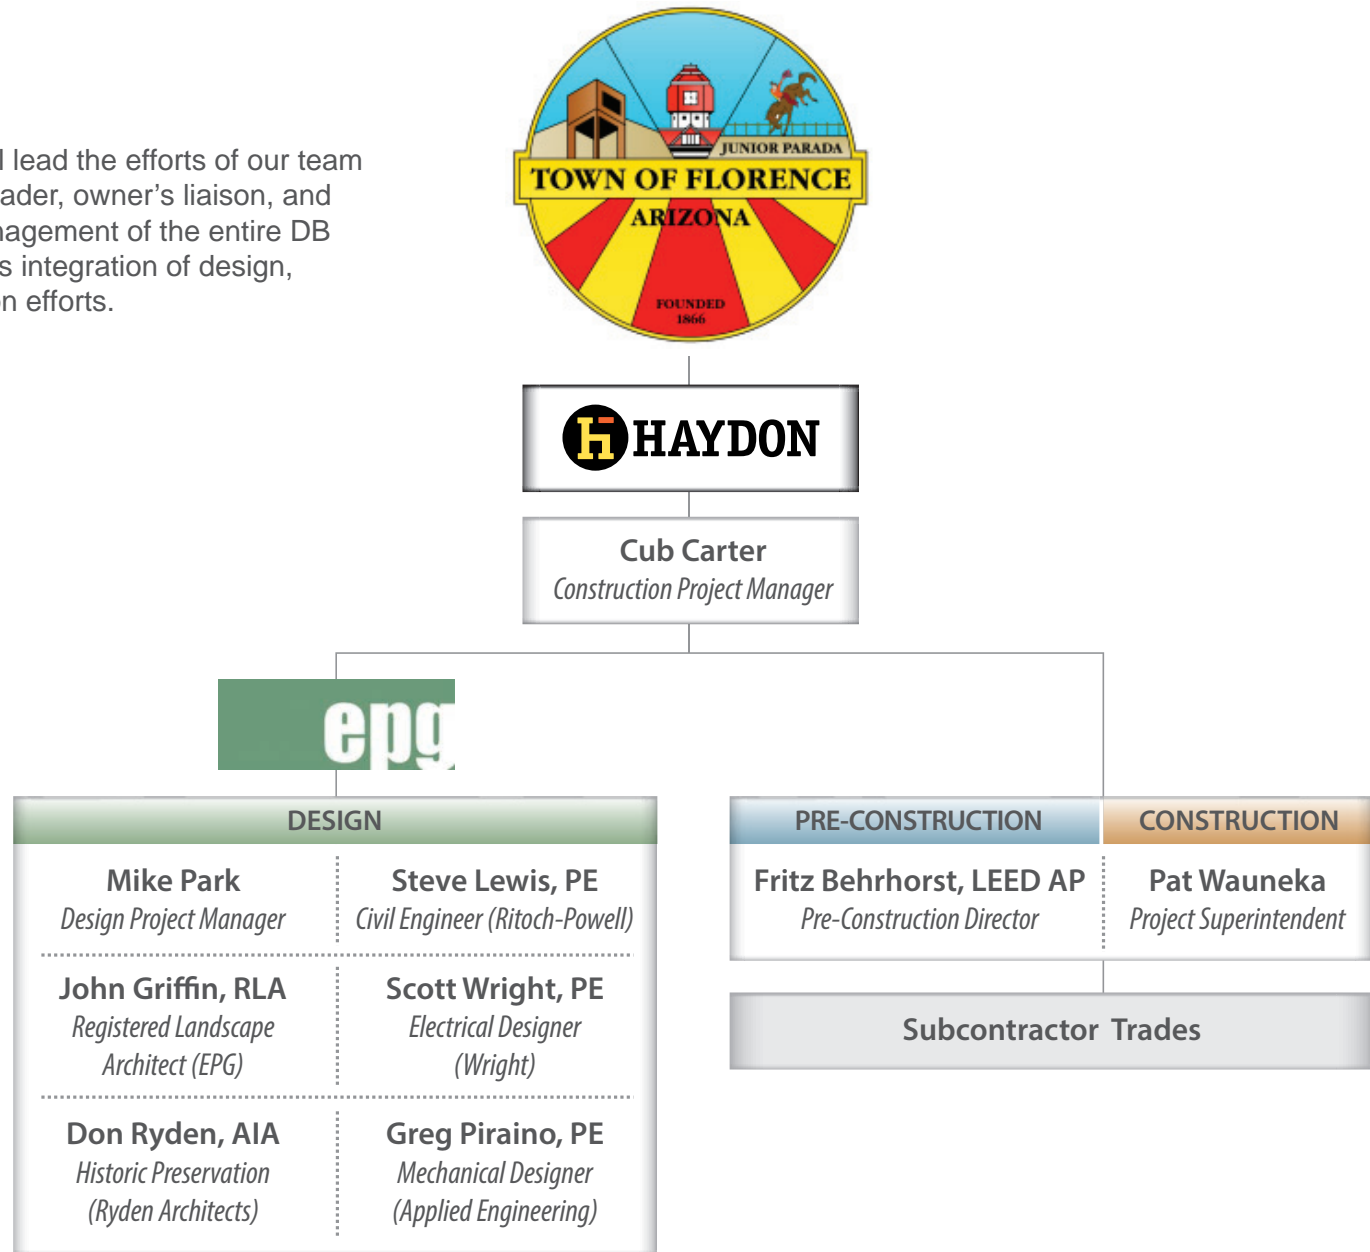 l lead the efforts of our team
ader, owner’s liaison, and
nagement of the entire DB
s integration of design,
on efforts.
JUNIOR PARADA
TOWN OF FLORENCE
ARIZONA
FOUNDED
1866
HAYDON
Cub Carter
Construction Project Manager
epg
DESIGN
Mike Park
Design Project Manager
Steve Lewis, PE
Civil Engineer (Ritoch-Powell)
John Griffin, RLA
Registered Landscape
Architect (EPG)
Scott Wright, PE
Electrical Designer
(Wright)
Don Ryden, AIA
Historic Preservation
(Ryden Architects)
Greg Piraino, PE
Mechanical Designer
(Applied Engineering)
PRE-CONSTRUCTION
Fritz Behrhorst, LEED AP
Pre-Construction Director
CONSTRUCTION
Pat Wauneka
Project Superintendent
Subcontractor Trades